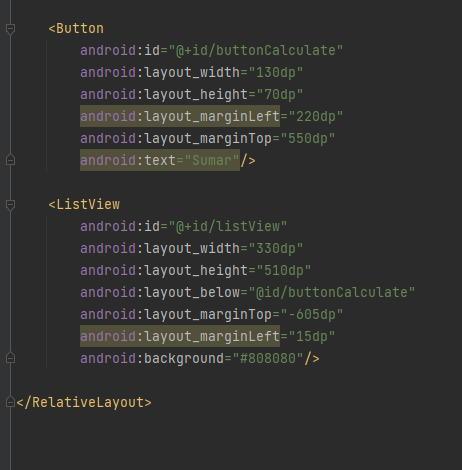 <Button
android:id="@+id/buttonCalculate"
android:layout_width="130dp"
android:layout_height="70dp"
android:layout_marginLeft="220dp"
android:layout_marginTop="550dp"
android:text="Sumar"/>
<ListView
android:id="@+id/listView"
android:layout_width="330dp"
android:layout_height="510dp"
android:layout_below="@id/buttonCalculate"
android:layout_marginTop="-605dp"
android:layout_marginLeft="15dp"
android:background="#808080"/>
</RelativeLayout>